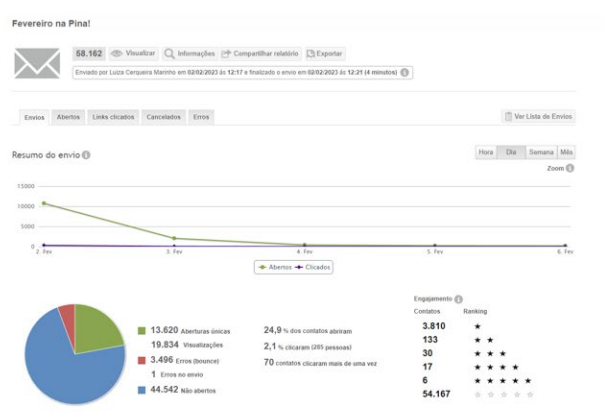 Fevereiro na Pina!
58.162 Visualizar Informações Compartilhar relatório Exportar
Enviado por Luiza Cerqueira Marinho em 02/02/2023 às 12:17 e finalizado o envio em 02/02/2023 às 12:21 (4 minutos)
Envios Abertos Links clicados Cancelados Erros Ver Lista de Envios
Resumo do envio Hora Dia Semana Mês
Zoom
15000
10000
5000
0
2. Fev 3. Fev 4. Fev 5. Fev 6. Fev
Abertos Clicados
Engajamento
Contatos Ranking
13.620 Aberturas únicas 24,9 % dos contatos abriram 3.810 ★
19.834 Visualizações 2,1 % clicaram (285 pessoas) 133 ★ ★
3.496 Erros (bounce) 70 contatos clicaram mais de uma vez 30 ★ ★ ★
1 Erros no envio 17 ★ ★ ★ ★
44.542 Não abertos 6 ★ ★ ★ ★ ★
54.167 ☆ ☆ ☆ ☆ ☆